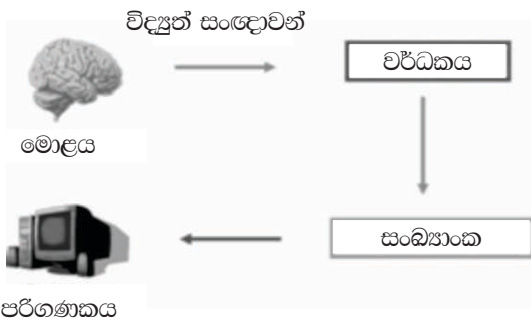 විද්‍යුත් සංඥාවන්
වර්ධකය
මොළය
සංඛ්‍යාංක
පරිගණකය